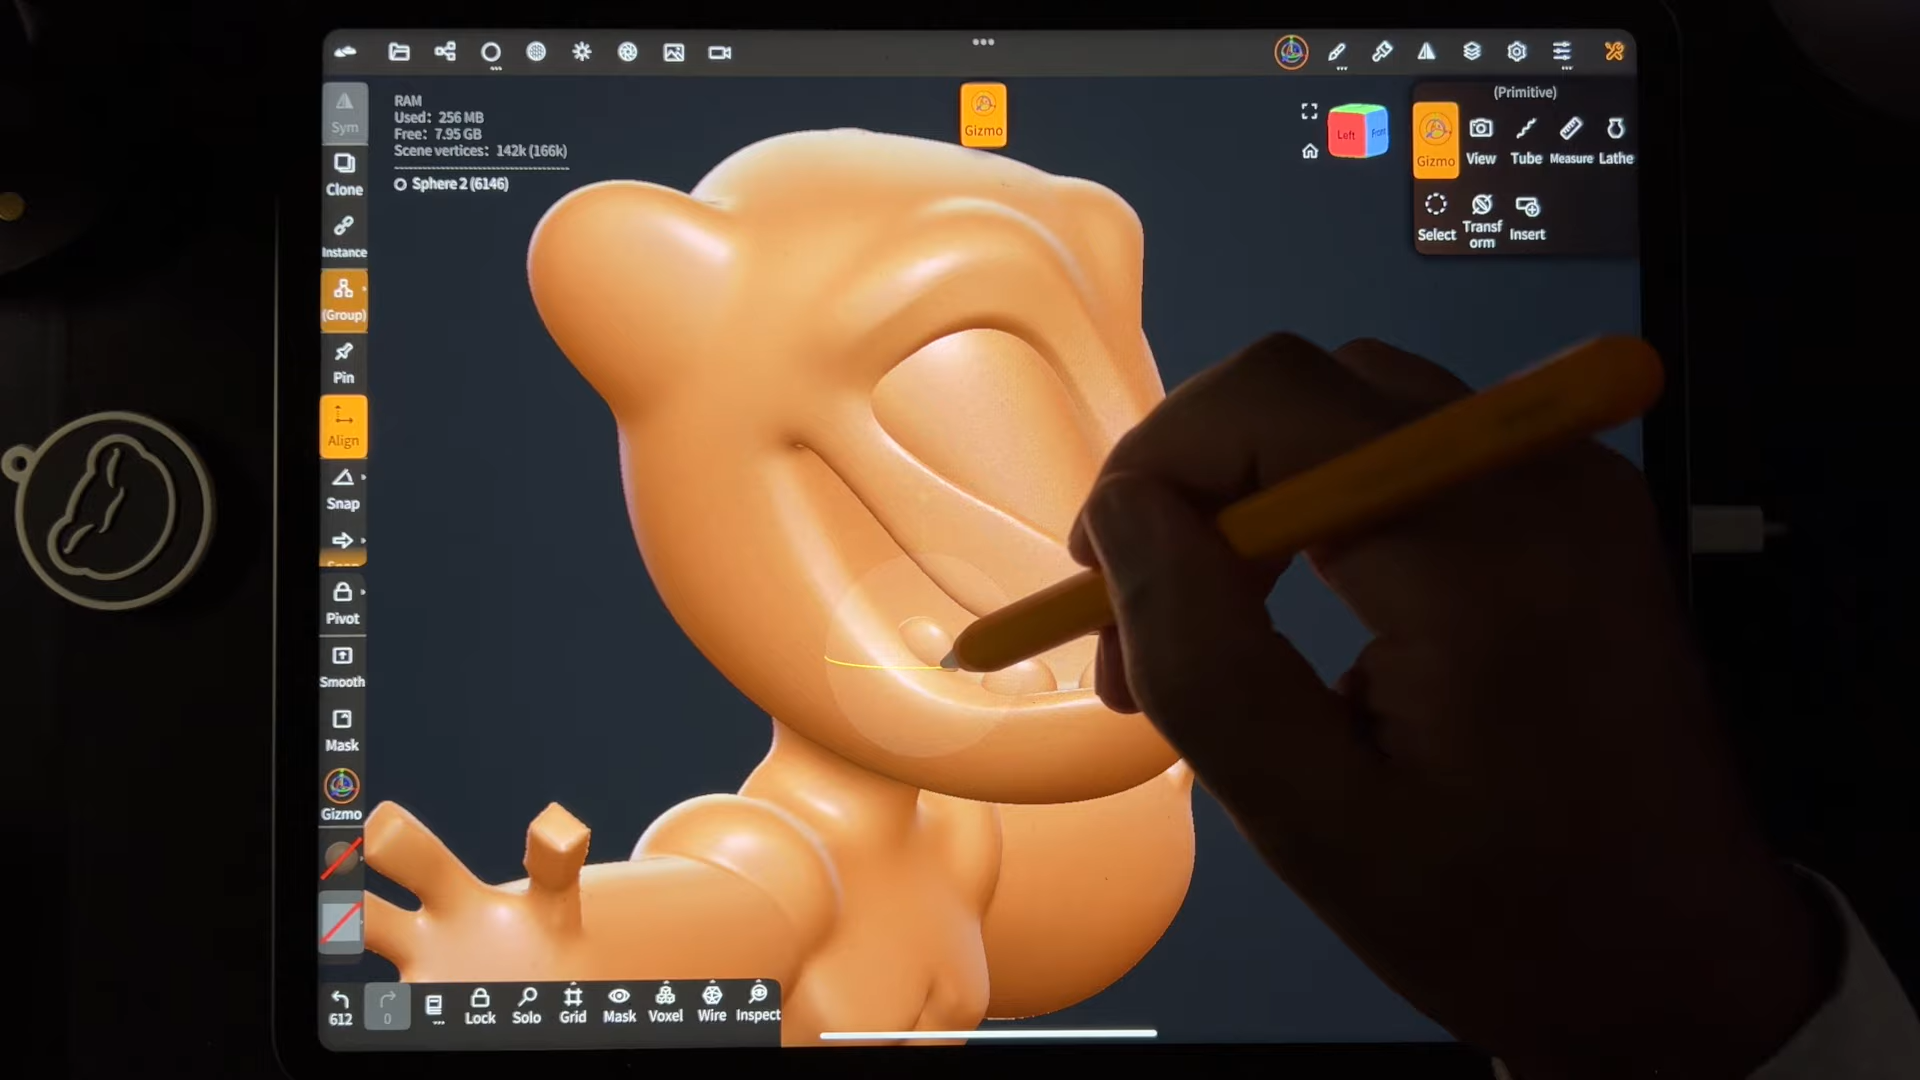 RAM
Used: 256 MB
Free: 7.95 GB
Scene vertices: 142k (166k)
Sphere 2 (6146)
Gizmo
Left
Front
(Primitive)
Gizmo
View
Tube
Measure
Lathe
Select
Transf
orm
Insert
Sym
Clone
Instance
(Group)
Pin
Align
Snap
Pivot
Smooth
Mask
Gizmo
612
0
Lock
Solo
Grid
Mask
Voxel
Wire
Inspect